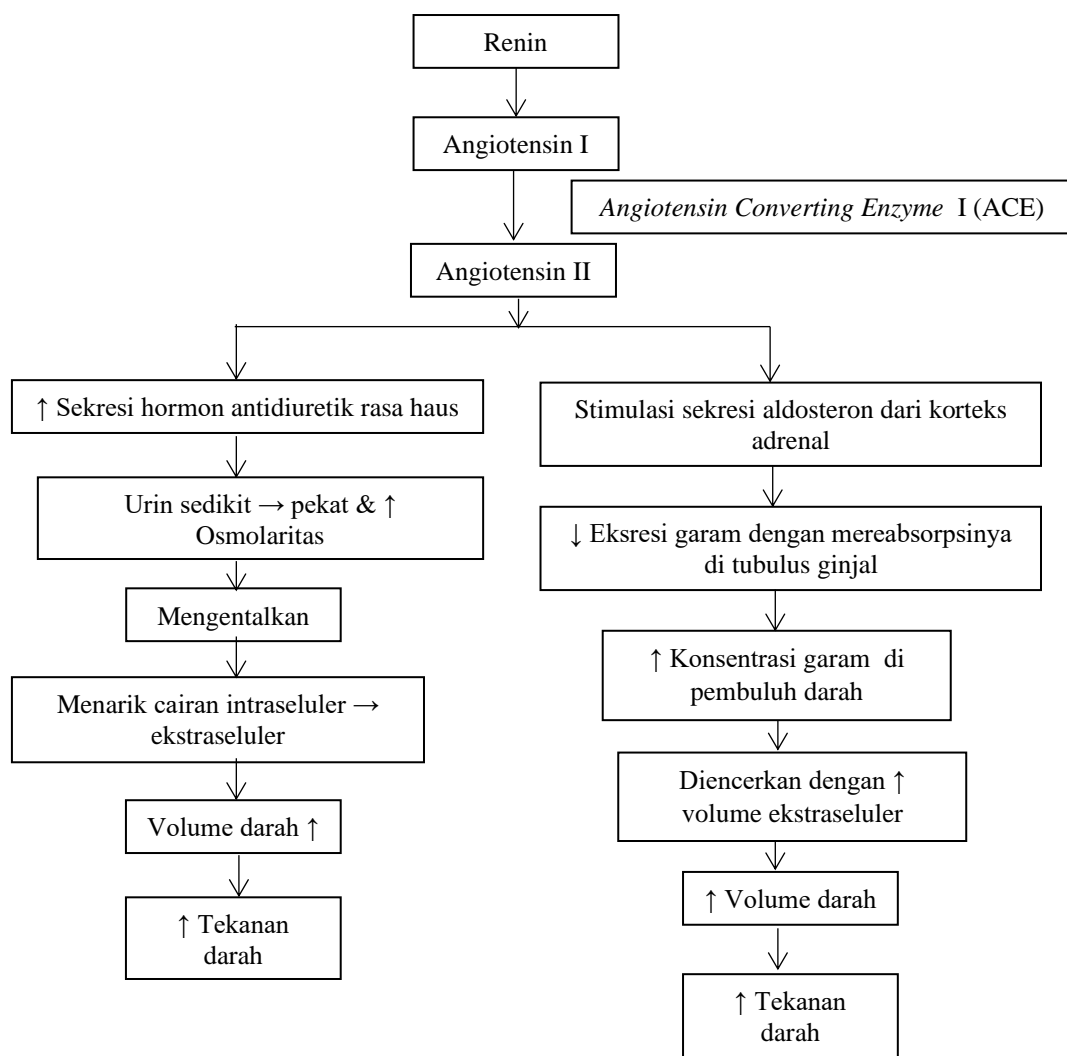 Renin
Angiotensin I
Angiotensin Converting Enzyme I (ACE)
Angiotensin II
↑ Sekresi hormon antidiuretik rasa haus
Urin sedikit → pekat & ↑
Osmolaritas
Mengentalkan
Menarik cairan intraseluler →
ekstraseluler
Volume darah ↑
↑ Tekanan
darah
Stimulasi sekresi aldosteron dari korteks
adrenal
↓ Eksresi garam dengan mereabsorpsinya
di tubulus ginjal
↑ Konsentrasi garam di
pembuluh darah
Diencerkan dengan ↑
volume ekstraseluler
↑ Volume darah
↑ Tekanan
darah